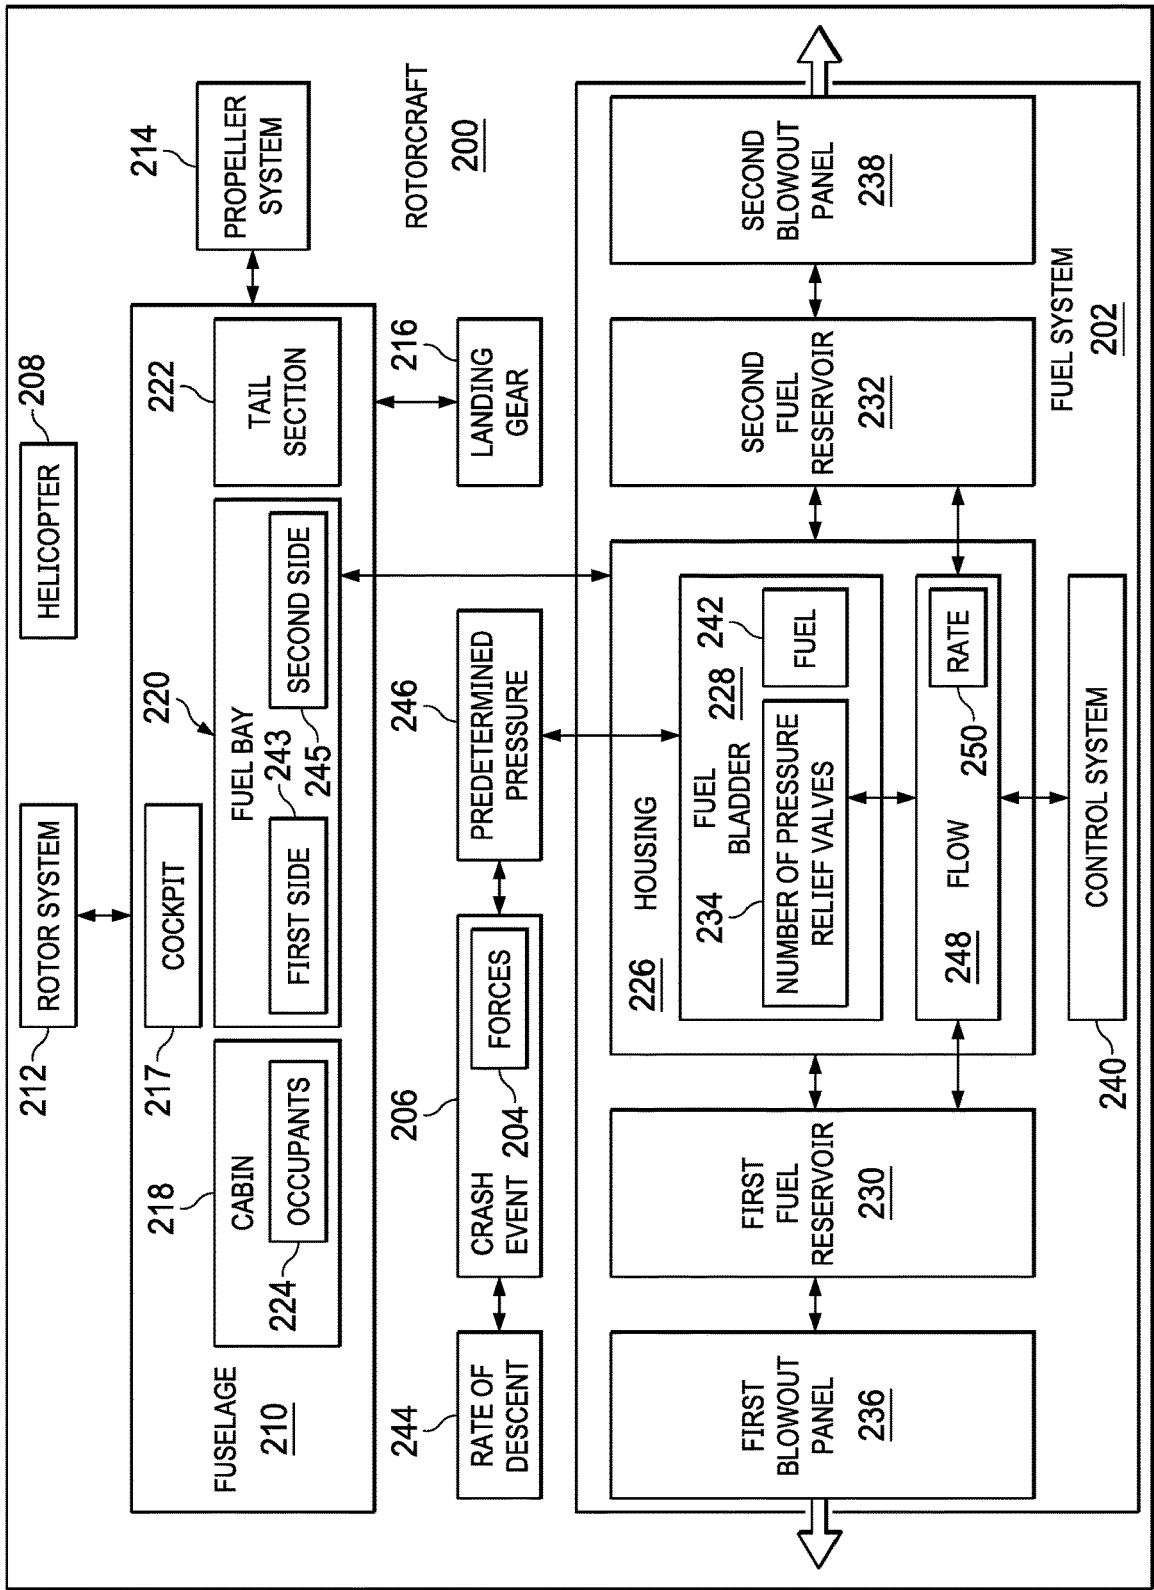 HELICOPTER
208
212
ROTOR SYSTEM
214
PROPELLER
SYSTEM
FUSELAGE
210
218
CABIN
224
OCCUPANTS
217
COCKPIT
220
FUEL BAY
243
FIRST SIDE
245
SECOND SIDE
222
TAIL
SECTION
ROTORCRAFT
200
244
RATE OF
DESCENT
206
CRASH
EVENT
204
FORCES
246
PREDETERMINED
PRESSURE
216
LANDING
GEAR
FIRST
BLOWOUT
PANEL
236
FIRST
FUEL
RESERVOIR
230
HOUSING
226
FUEL
BLADDER
228
234
NUMBER OF PRESSURE
RELIEF VALVES
242
FUEL
248
FLOW
250
RATE
SECOND
FUEL
RESERVOIR
232
SECOND
BLOWOUT
PANEL
238
FUEL SYSTEM
202
240
CONTROL SYSTEM